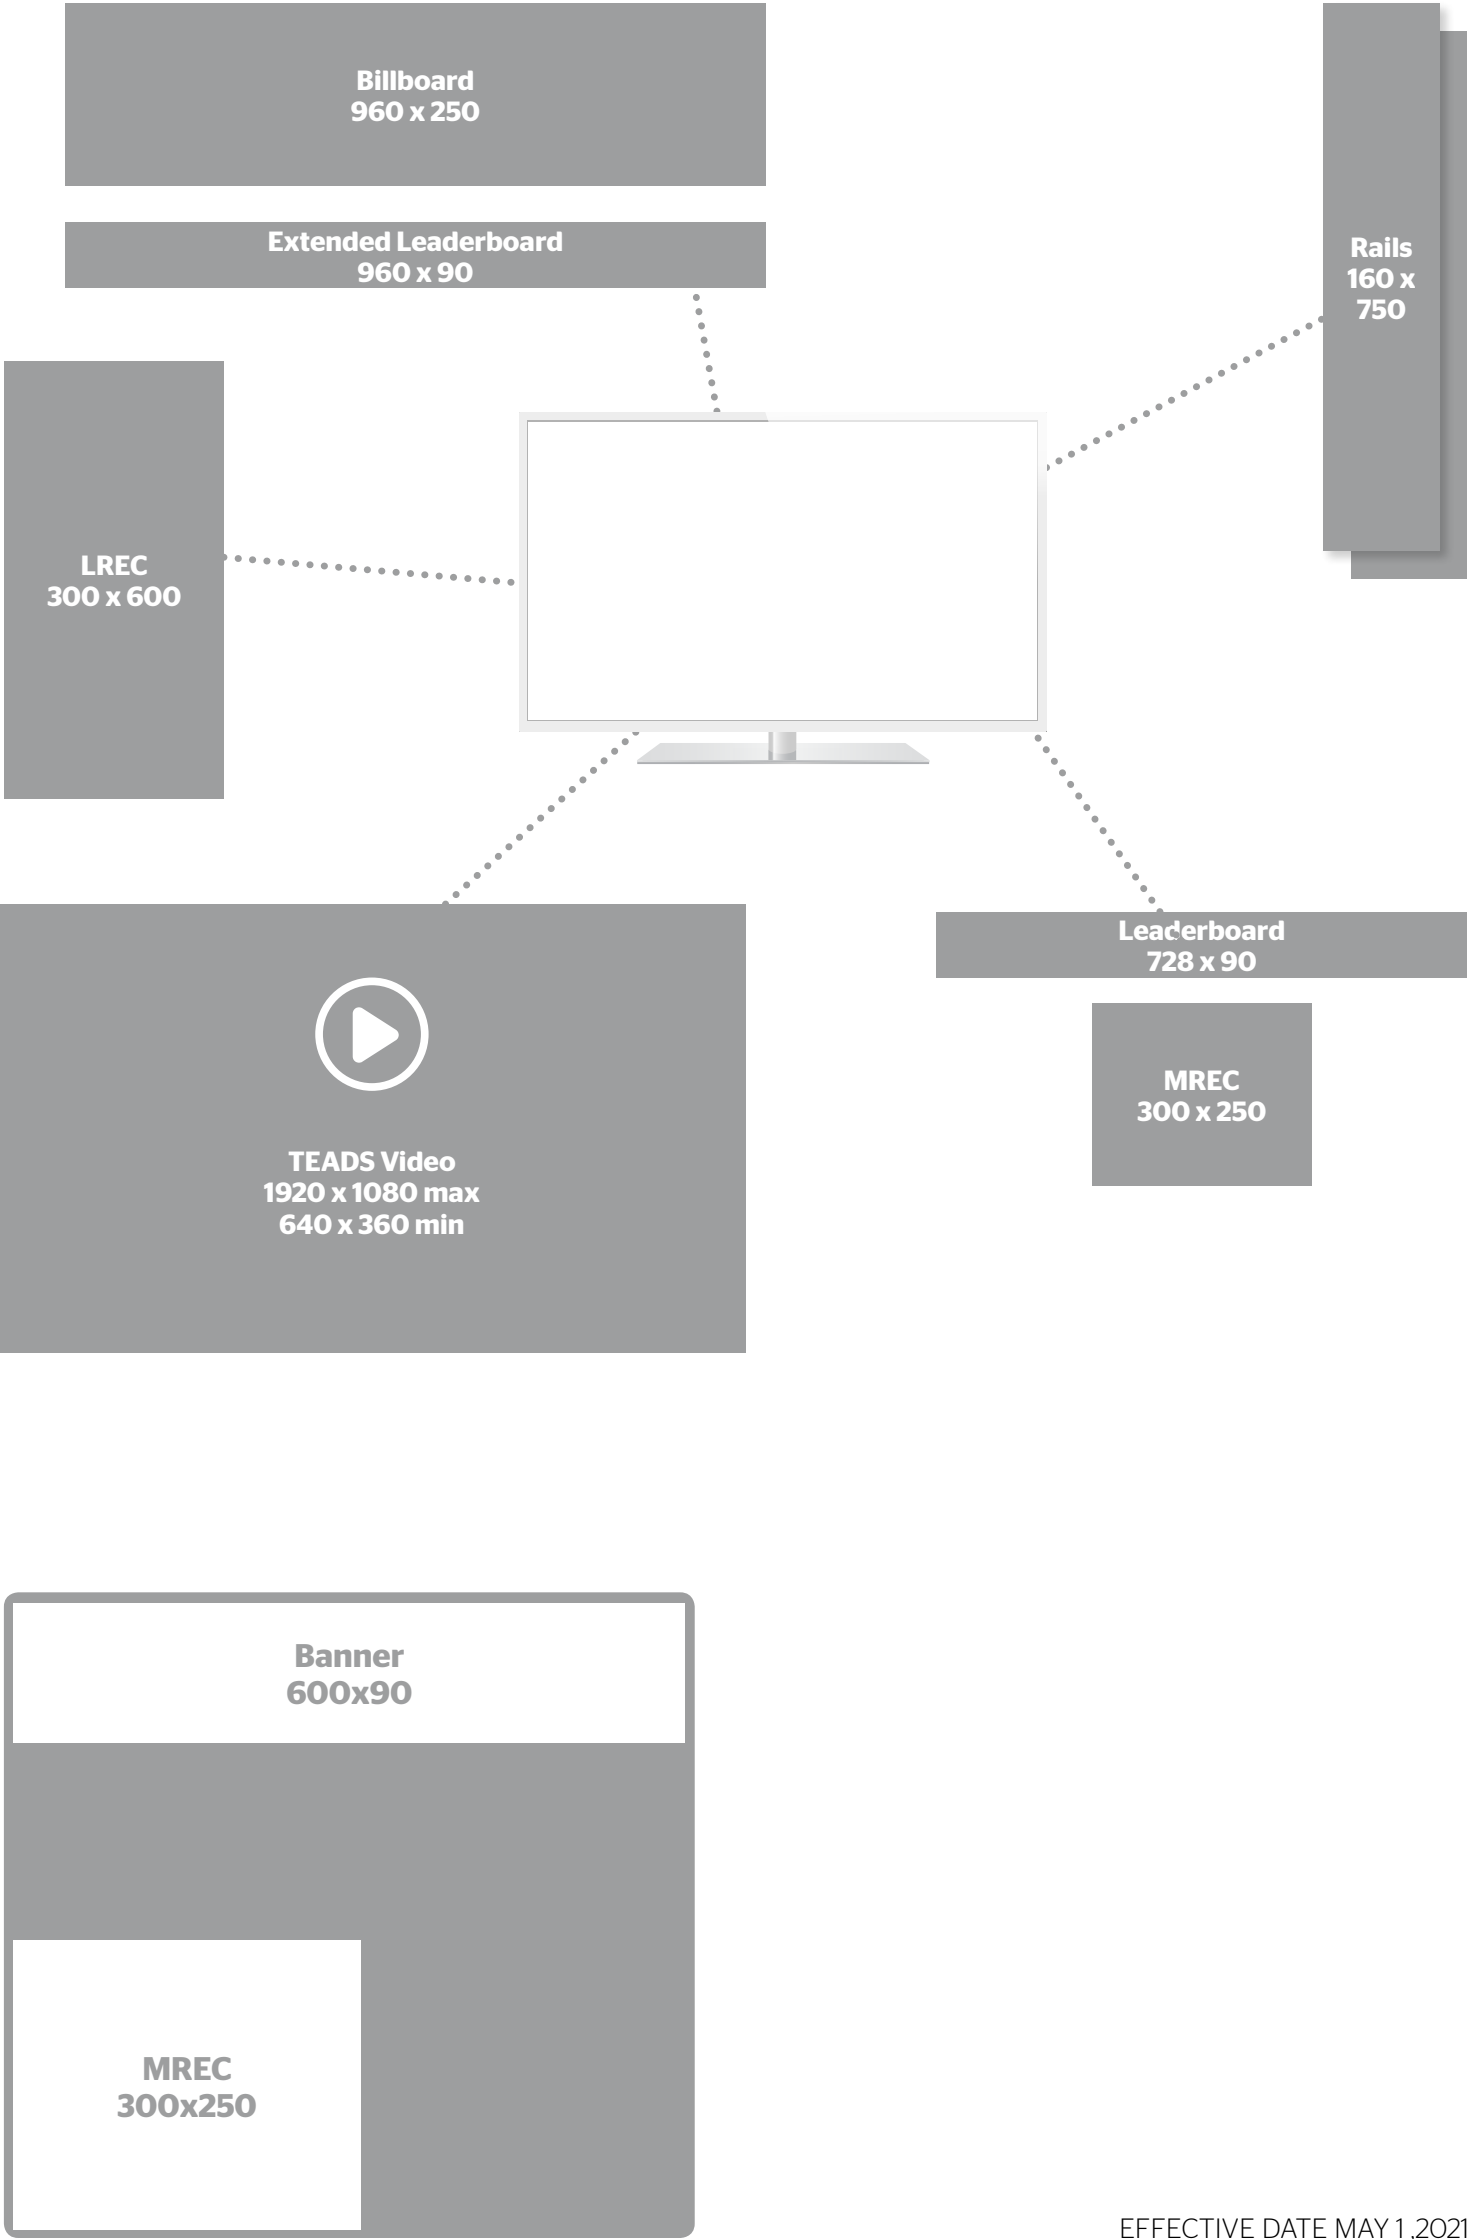 Billboard
960 x 250
Extended Leaderboard
960 x 90
Rails
160 x
750
LREC
300 x 600
Leaderboard
728 x 90
MREC
300 x 250
TEADS Video
1920 x 1080 max
640 x 360 min
Banner
600x90
MREC
300x250
EFFECTIVE DATE MAY 1 ,2021